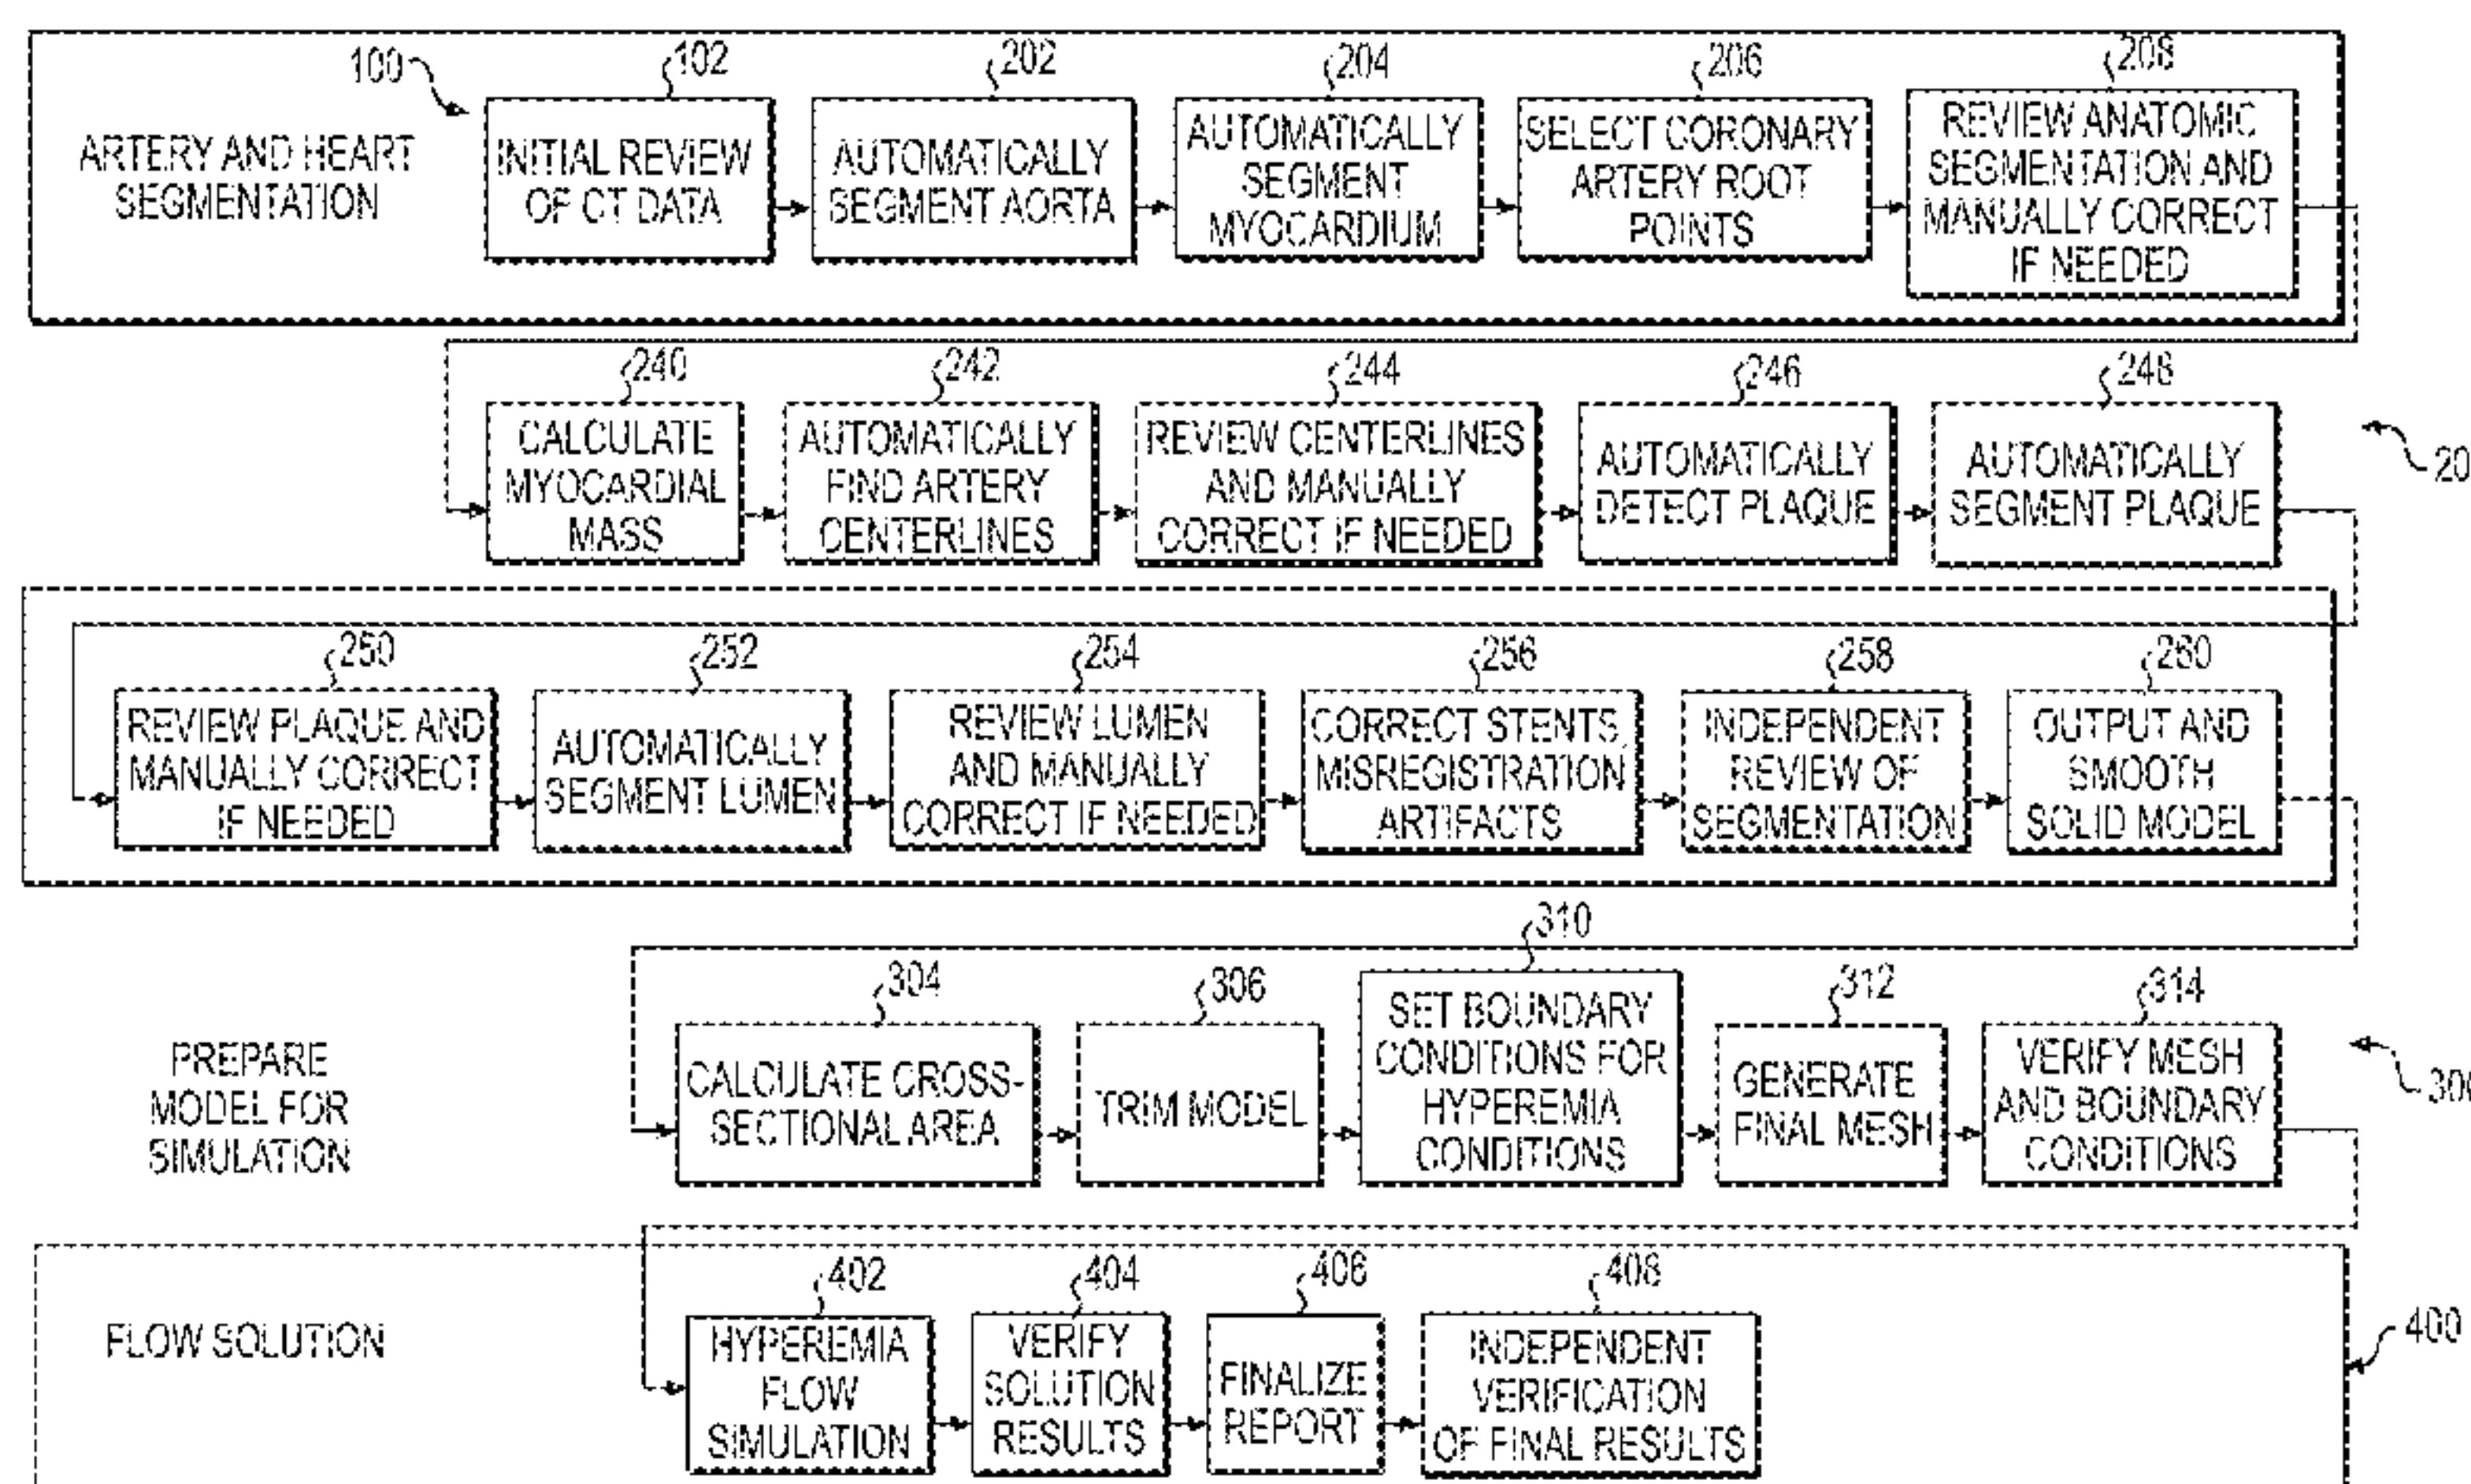 100
102
202
204
206
208
ARTERY AND HEART
SEGMENTATION
INITIAL REVIEW
OF CT DATA
AUTOMATICALLY
SEGMENT AORTA
AUTOMATICALLY
SEGMENT
MYOCARDIUM
SELECT CORONARY
ARTERY ROOT
POINTS
REVIEW ANATOMIC
SEGMENTATION AND
MANUALLY CORRECT
IF NEEDED
240
242
244
246
248
CALCULATE
MYOCARDIAL
MASS
AUTOMATICALLY
FIND ARTERY
CENTERLINES
REVIEW CENTERLINES
AND MANUALLY
CORRECT IF NEEDED
AUTOMATICALLY
DETECT PLAQUE
AUTOMATICALLY
SEGMENT PLAQUE
20
250
252
254
256
258
260
REVIEW PLAQUE AND
MANUALLY CORRECT
IF NEEDED
AUTOMATICALLY
SEGMENT LUMEN
REVIEW LUMEN
AND MANUALLY
CORRECT IF NEEDED
CORRECT STENTS,
MISREGISTRATION
ARTIFACTS
INDEPENDENT
REVIEW OF
SEGMENTATION
OUTPUT AND
SMOOTH
SOLID MODEL
304
306
310
312
314
PREPARE
MODEL FOR
SIMULATION
CALCULATE CROSS-
SECTIONAL AREA
TRIM MODEL
SET BOUNDARY
CONDITIONS FOR
HYPEREMIA
CONDITIONS
GENERATE
FINAL MESH
VERIFY MESH
AND BOUNDARY
CONDITIONS
300
402
404
406
408
FLOW SOLUTION
HYPEREMIA
FLOW
SIMULATION
VERIFY
SOLUTION
RESULTS
FINALIZE
REPORT
INDEPENDENT
VERIFICATION
OF FINAL RESULTS
400